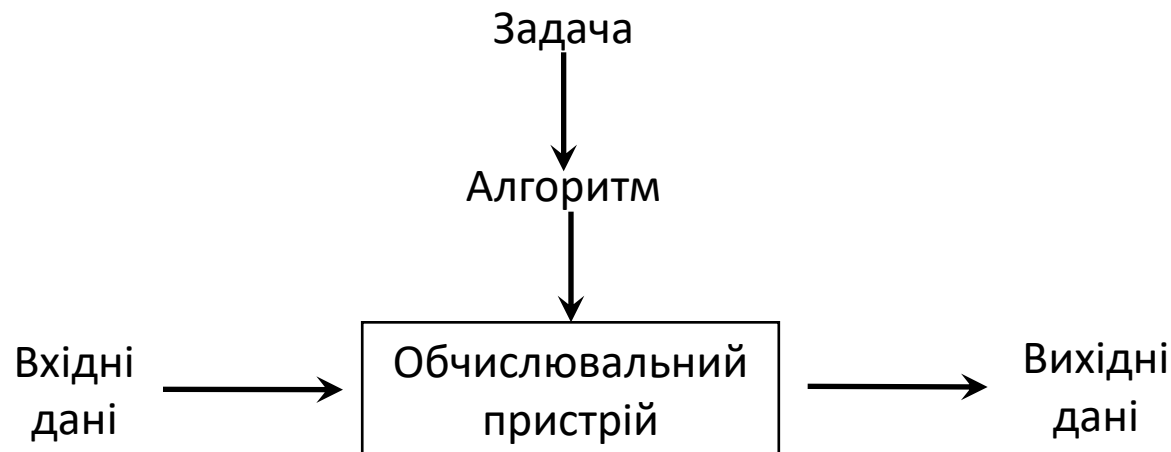 Задача
Алгоритм
Вхідні
дані
Обчислювальний
пристрій
Вихідні
дані